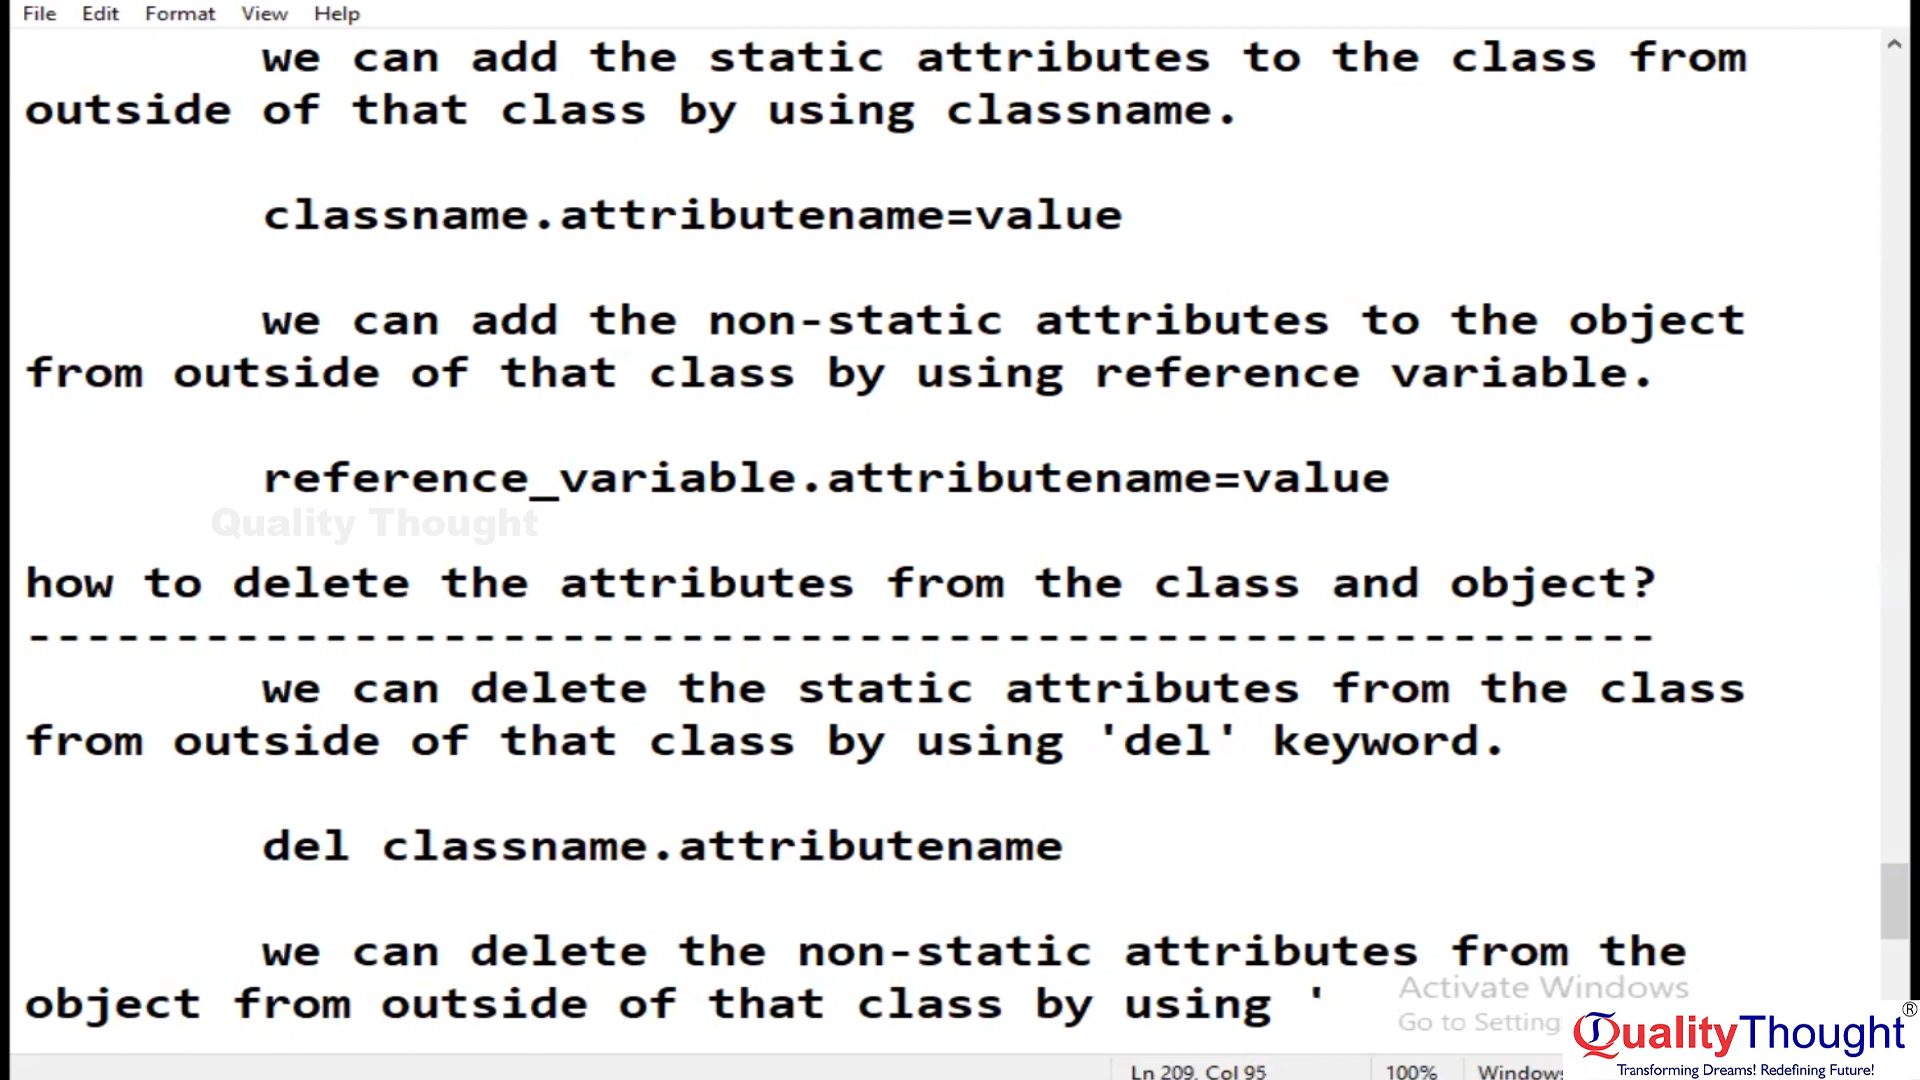 File Edit Format View Help
we can add the static attributes to the class from
outside of that class by using classname.
classname.attributename=value
we can add the non-static attributes to the object
from outside of that class by using reference variable.
reference_variable.attributename=value
Quality Thought
how to delete the attributes from the class and object?
-------------------------------------------------------
we can delete the static attributes from the class
from outside of that class by using 'del' keyword.
del classname.attributename
we can delete the non-static attributes from the
object from outside of that class by using '
Activate Windows
Go to Setting
QualityThought®
Transforming Dreams! Redefining Future!
Ln 209, Col 95 100% Windows